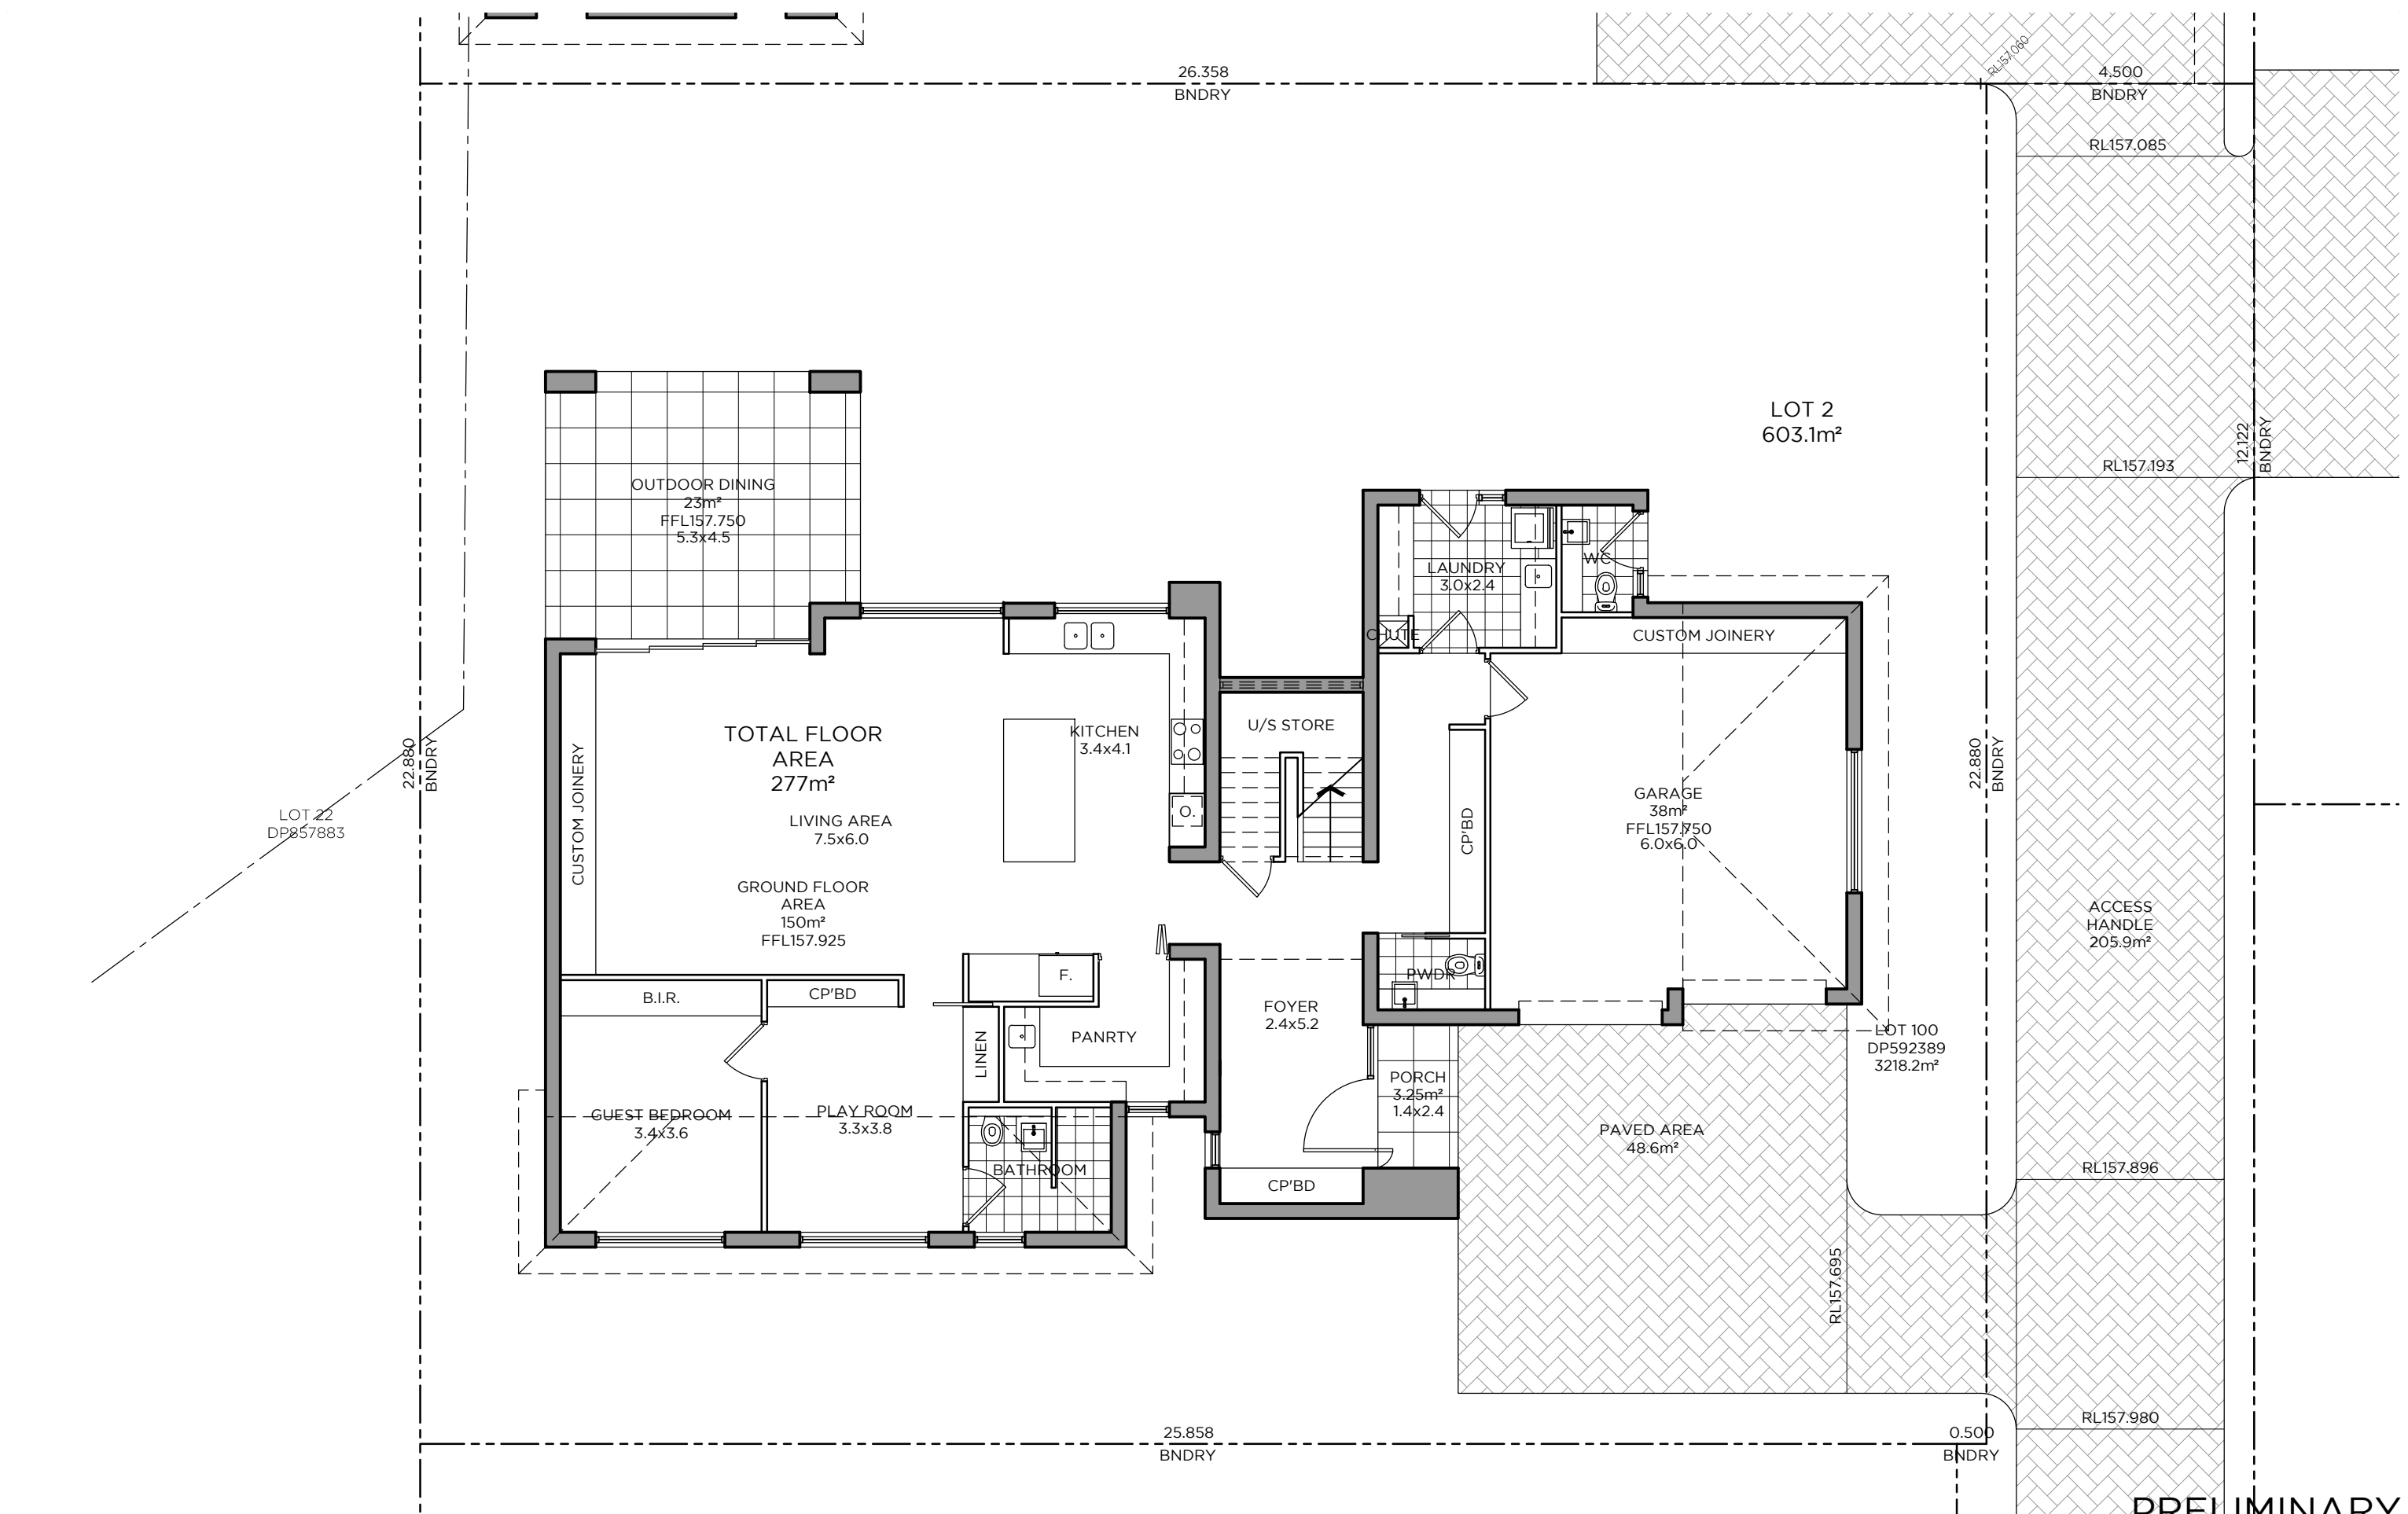 26.358
BNDRY
RL157.060
4.500
BNDRY
RL157.085
LOT 2
603.1m²
12.122
BNDRY
RL157.193
OUTDOOR DINING
23m²
FFL157.750
5.3x4.5
LAUNDRY
3.0x2.4
WC
CHUTE
CUSTOM JOINERY
U/S STORE
TOTAL FLOOR
AREA
277m²
KITCHEN
3.4x4.1
22.880
BNDRY
CUSTOM JOINERY
LIVING AREA
7.5x6.0
O.
CP'BD
GARAGE
38m²
FFL157.750
6.0x6.0
22.880
BNDRY
LOT 22
DP857883
GROUND FLOOR
AREA
150m²
FFL157.925
ACCESS
HANDLE
205.9m²
B.I.R.
CP'BD
F.
PWDR
FOYER
2.4x5.2
LINEN
PANRTY
LOT 100
DP592389
3218.2m²
PORCH
3.25m²
1.4x2.4
GUEST BEDROOM
3.4x3.6
PLAY ROOM
3.3x3.8
BATHROOM
CP'BD
PAVED AREA
48.6m²
RL157.896
RL157.695
RL157.980
25.858
BNDRY
0.500
BNDRY
PRELIMINARY